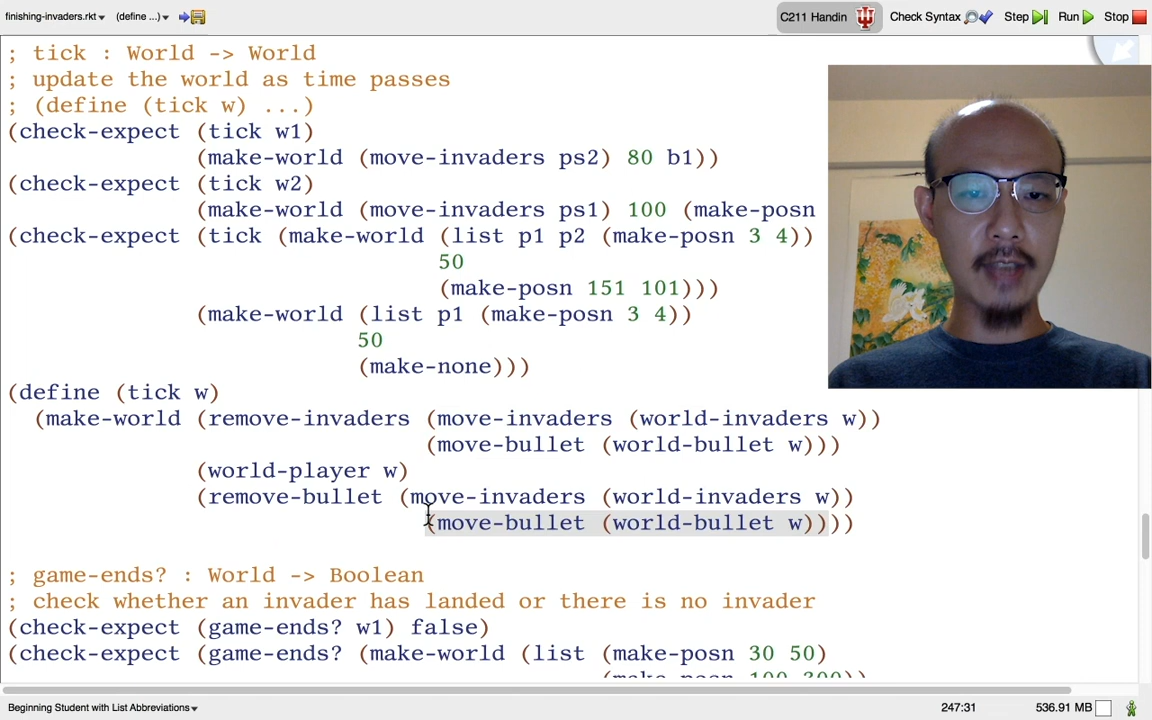 finishing-invaders.rkt▾ (define ...)▾ C211 Handin Check Syntax Step Run Stop
; tick : World -> World
; update the world as time passes
; (define (tick w) ...)
(check-expect (tick w1)
(make-world (move-invaders ps2) 80 b1))
(check-expect (tick w2)
(make-world (move-invaders ps1) 100 (make-posn
(check-expect (tick (make-world (list p1 p2 (make-posn 3 4))
50
(make-posn 151 101)))
(make-world (list p1 (make-posn 3 4))
50
(make-none)))
(define (tick w)
(make-world (remove-invaders (move-invaders (world-invaders w))
(move-bullet (world-bullet w)))
(world-player w)
(remove-bullet (move-invaders (world-invaders w))
(move-bullet (world-bullet w)))))
; game-ends? : World -> Boolean
; check whether an invader has landed or there is no invader
(check-expect (game-ends? w1) false)
(check-expect (game-ends? (make-world (list (make-posn 30 50)
(make-posn 100 300))
Beginning Student with List Abbreviations▾ 247:31 536.91 MB